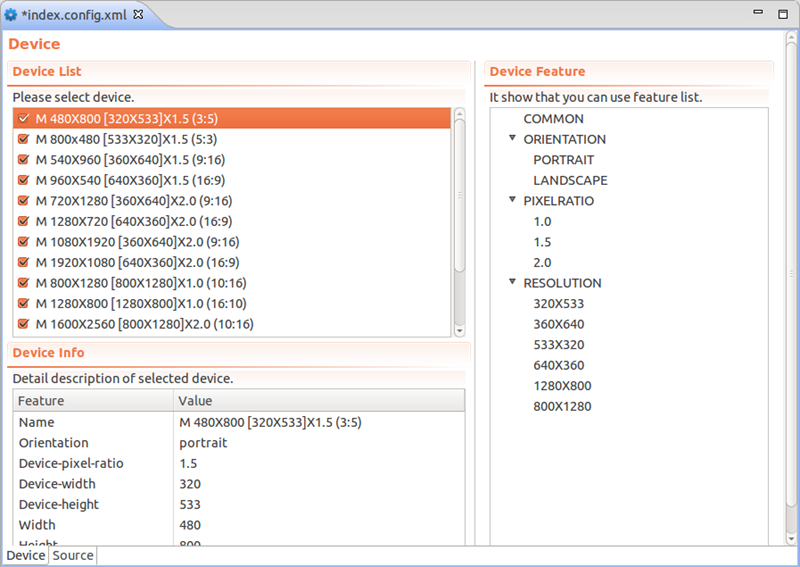 *index.config.xml
Device
Device List
Please select device.
M 480X800 [320X533]X1.5 (3:5)
M 800x480 [533X320]X1.5 (5:3)
M 540X960 [360X640]X1.5 (9:16)
M 960X540 [640X360]X1.5 (16:9)
M 720X1280 [360X640]X2.0 (9:16)
M 1280X720 [640X360]X2.0 (16:9)
M 1080X1920 [360X640]X2.0 (9:16)
M 1920X1080 [640X360]X2.0 (16:9)
M 800X1280 [800X1280]X1.0 (10:16)
M 1280X800 [1280X800]X1.0 (16:10)
M 1600X2560 [800X1280]X2.0 (10:16)
Device Info
Detail description of selected device.
Feature Value
Name M 480X800 [320X533]X1.5 (3:5)
Orientation portrait
Device-pixel-ratio 1.5
Device-width 320
Device-height 533
Width 480
Height 800
Device Feature
It show that you can use feature list.
COMMON
ORIENTATION
PORTRAIT
LANDSCAPE
PIXELRATIO
1.0
1.5
2.0
RESOLUTION
320X533
360X640
533X320
640X360
1280X800
800X1280
Device Source